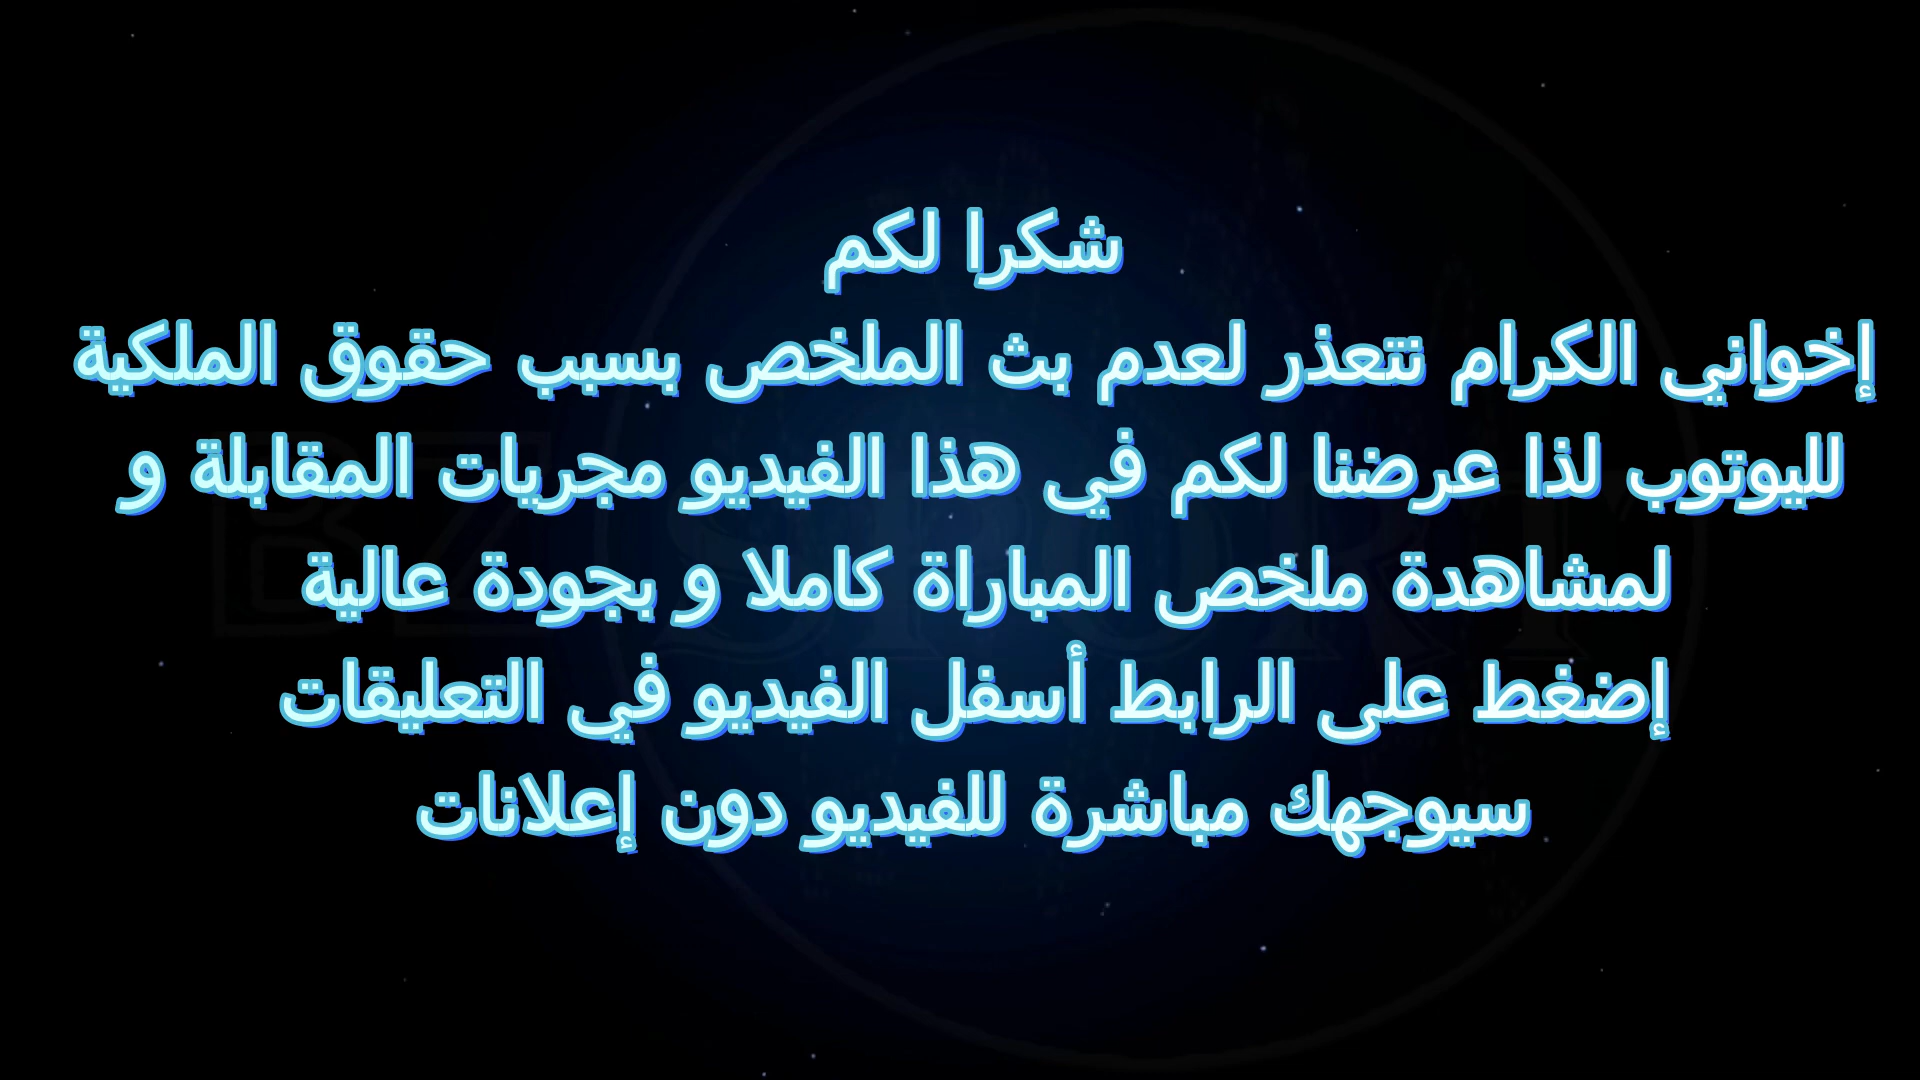 شكرا لكم
إخواني الكرام نتعذر لعدم بث الملخص بسبب حقوق الملكية
لليوتوب لذا عرضنا لكم في هذا الفيديو مجريات المقابلة و
لمشاهدة ملخص المباراة كاملا و بجودة عالية
إضغط على الرابط أسفل الفيديو في التعليقات
سيوجهك مباشرة للفيديو دون إعلانات
BZ SPORT